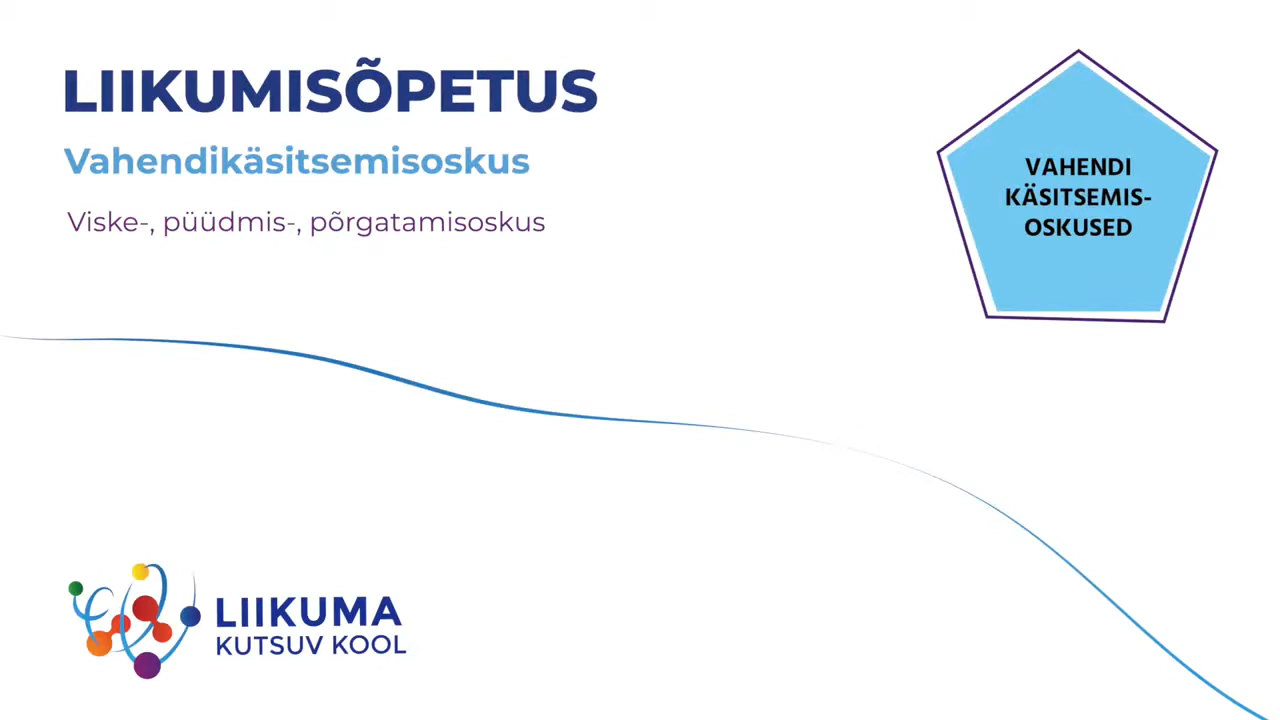 LIIKUMISÕPETUS
Vahendikäsitsemisoskus
Viske-, püüdmis-, põrgatamisoskus
VAHENDI
KÄSITSEMIS-
OSKUSED
LIIKUMA
KUTSUV KOOL